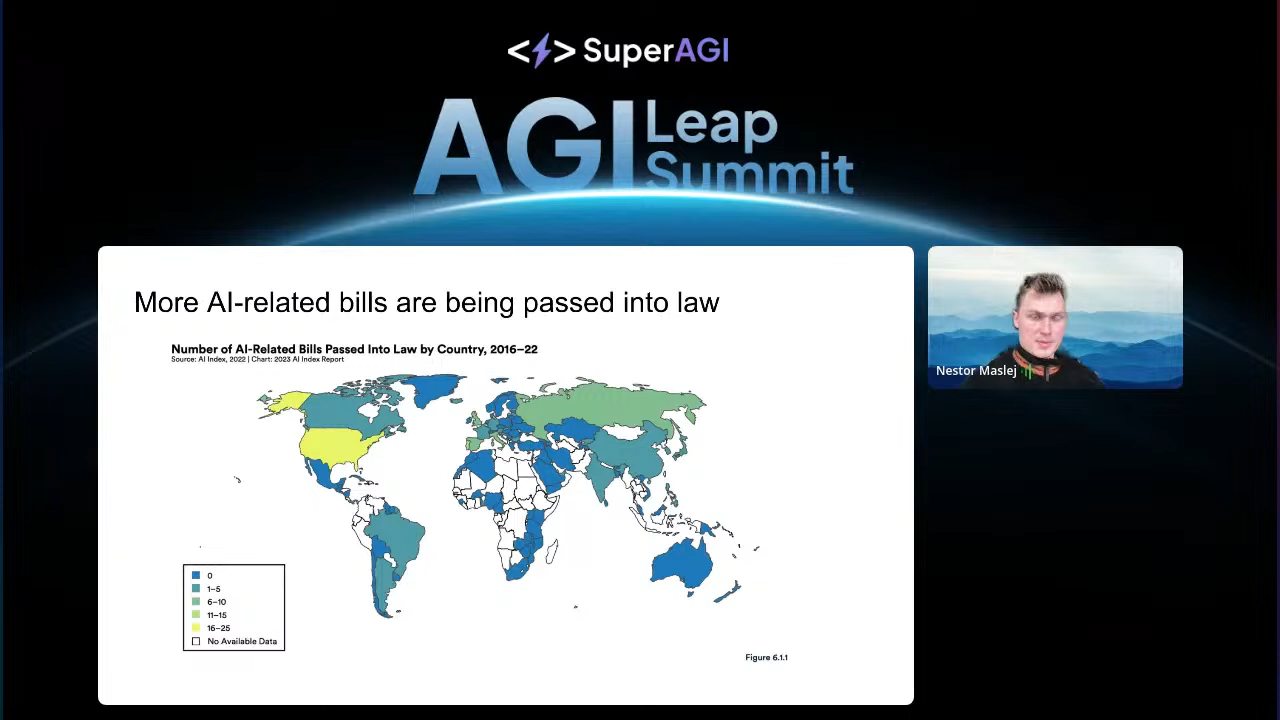 <⚡> SuperAGI
AGI Leap Summit
More AI-related bills are being passed into law
Number of AI-Related Bills Passed Into Law by Country, 2016–22
Source: AI Index, 2022 | Chart: 2023 AI Index Report
0
1–5
6–10
11–15
16–25
No Available Data
Figure 6.1.1
Nestor Maslej